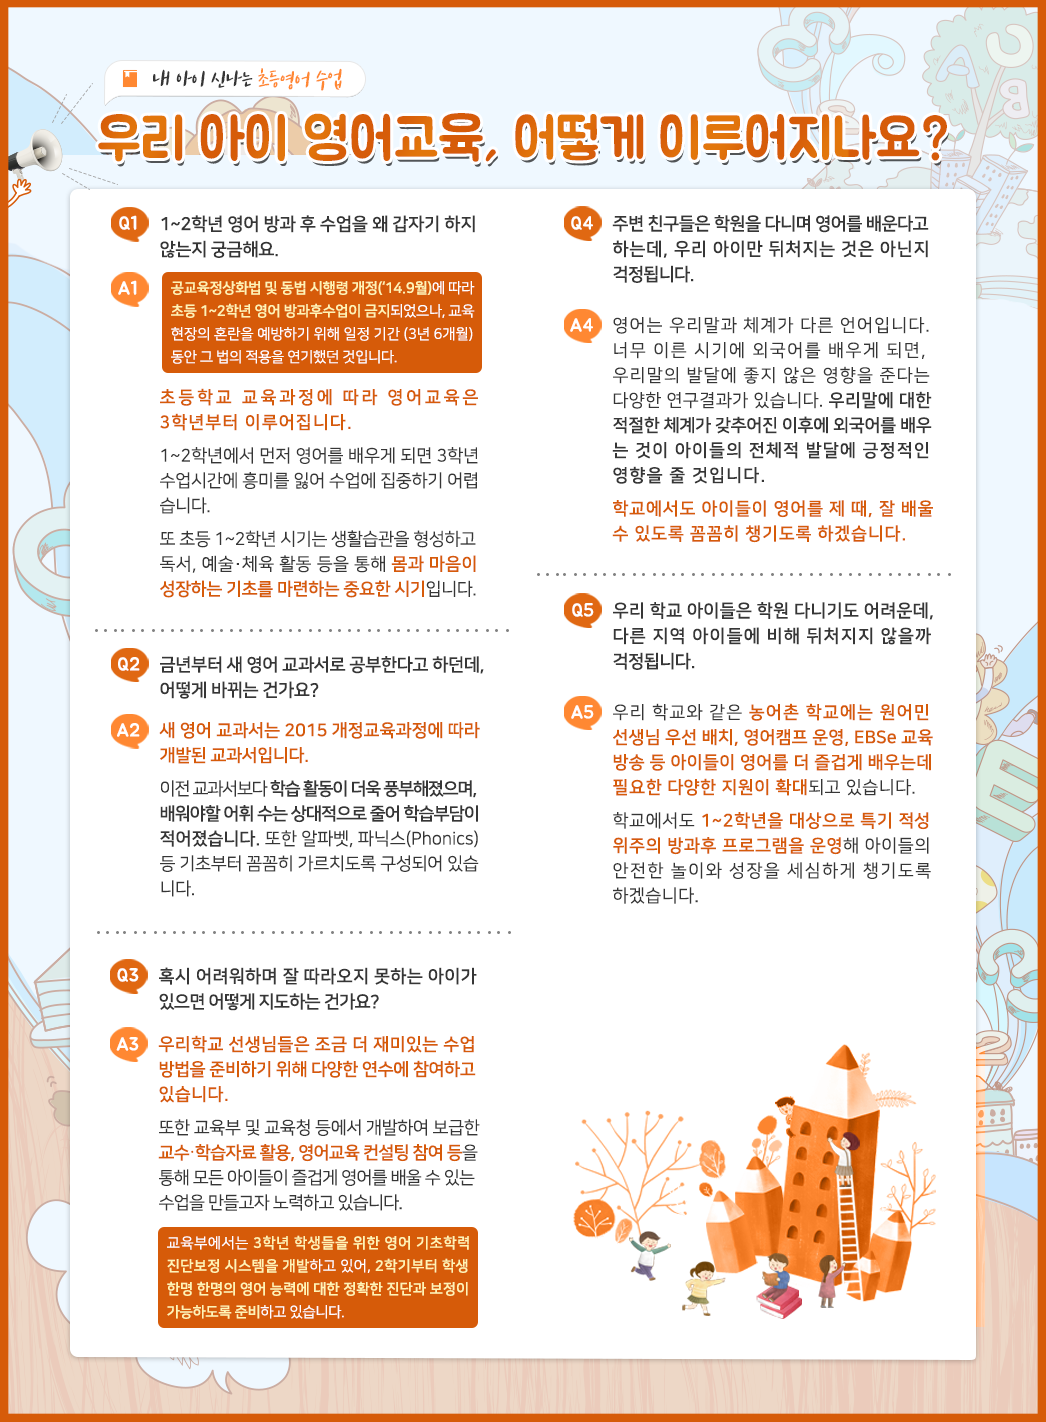 내 아이 신나는 초등영어 수업
우리 아이 영어교육, 어떻게 이루어지나요?
Q1
1~2학년 영어 방과 후 수업을 왜 갑자기 하지
않는지 궁금해요.
A1
공교육정상화법 및 동법 시행령 개정('14.9월)에 따라
초등 1~2학년 영어 방과후수업이 금지되었으나, 교육
현장의 혼란을 예방하기 위해 일정 기간 (3년 6개월)
동안 그 법의 적용을 연기했던 것입니다.
초등학교 교육과정에 따라 영어교육은
3학년부터 이루어집니다.
1~2학년에서 먼저 영어를 배우게 되면 3학년
수업시간에 흥미를 잃어 수업에 집중하기 어렵
습니다.
또 초등 1~2학년 시기는 생활습관을 형성하고
독서, 예술·체육 활동 등을 통해 몸과 마음이
성장하는 기초를 마련하는 중요한 시기입니다.
Q2
금년부터 새 영어 교과서로 공부한다고 하던데,
어떻게 바뀌는 건가요?
A2
새 영어 교과서는 2015 개정교육과정에 따라
개발된 교과서입니다.
이전 교과서보다 학습 활동이 더욱 풍부해졌으며,
배워야할 어휘 수는 상대적으로 줄어 학습부담이
적어졌습니다. 또한 알파벳, 파닉스(Phonics)
등 기초부터 꼼꼼히 가르치도록 구성되어 있습
니다.
Q3
혹시 어려워하며 잘 따라오지 못하는 아이가
있으면 어떻게 지도하는 건가요?
A3
우리학교 선생님들은 조금 더 재미있는 수업
방법을 준비하기 위해 다양한 연수에 참여하고
있습니다.
또한 교육부 및 교육청 등에서 개발하여 보급한
교수·학습자료 활용, 영어교육 컨설팅 참여 등을
통해 모든 아이들이 즐겁게 영어를 배울 수 있는
수업을 만들고자 노력하고 있습니다.
교육부에서는 3학년 학생들을 위한 영어 기초학력
진단보정 시스템을 개발하고 있어, 2학기부터 학생
한명 한명의 영어 능력에 대한 정확한 진단과 보정이
가능하도록 준비하고 있습니다.
Q4
주변 친구들은 학원을 다니며 영어를 배운다고
하는데, 우리 아이만 뒤처지는 것은 아닌지
걱정됩니다.
A4
영어는 우리말과 체계가 다른 언어입니다.
너무 이른 시기에 외국어를 배우게 되면,
우리말의 발달에 좋지 않은 영향을 준다는
다양한 연구결과가 있습니다. 우리말에 대한
적절한 체계가 갖추어진 이후에 외국어를 배우
는 것이 아이들의 전체적 발달에 긍정적인
영향을 줄 것입니다.
학교에서도 아이들이 영어를 제 때, 잘 배울
수 있도록 꼼꼼히 챙기도록 하겠습니다.
Q5
우리 학교 아이들은 학원 다니기도 어려운데,
다른 지역 아이들에 비해 뒤처지지 않을까
걱정됩니다.
A5
우리 학교와 같은 농어촌 학교에는 원어민
선생님 우선 배치, 영어캠프 운영, EBSe 교육
방송 등 아이들이 영어를 더 즐겁게 배우는데
필요한 다양한 지원이 확대되고 있습니다.
학교에서도 1~2학년을 대상으로 특기 적성
위주의 방과후 프로그램을 운영해 아이들의
안전한 놀이와 성장을 세심하게 챙기도록
하겠습니다.